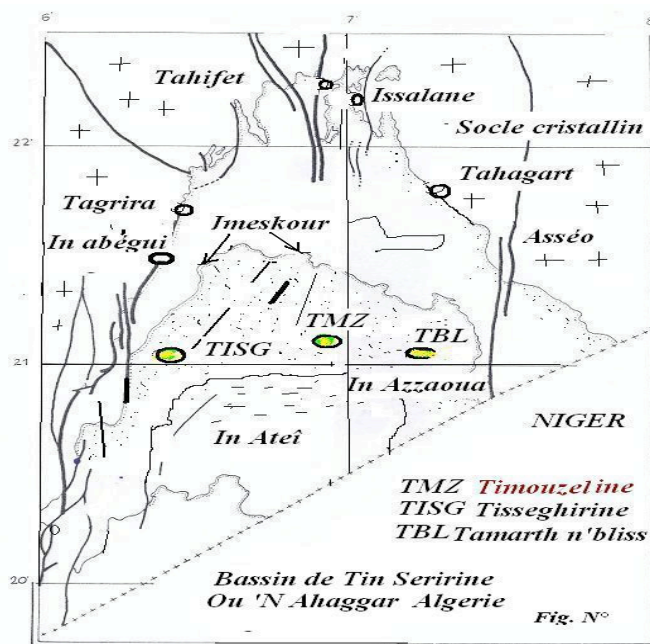 6'
7'
8
Tahifet
Issalane
Socle cristallin
22'
Tahagart
Tagrira
Imeskour
In abégui
Asséo
TMZ
TISG
TBL
21
In Azzaoua
In Ateî
NIGER
TMZ Timouzeline
TISG Tisseghirine
TBL Tamarth n'bliss
20'
Bassin de Tin Seririne
Ou 'N Ahaggar Algerie
Fig. N°